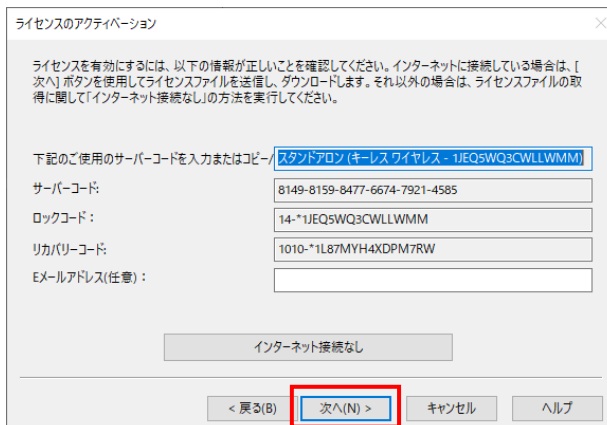 ライセンスのアクティベーション
ライセンスを有効にするには、以下の情報が正しいことを確認してください。インターネットに接続している場合は、[
次へ] ボタンを使用してライセンスファイルを送信し、ダウンロードします。それ以外の場合は、ライセンスファイルの取
得に関して「インターネット接続なし」の方法を実行してください。
下記のご使用のサーバーコードを入力またはコピー/ スタンドアロン (キーレス ワイヤレス - 1JEQ5WQ3CWLLWMM)
サーバーコード: 8149-8159-8477-6674-7921-4585
ロックコード： 14-*1JEQ5WQ3CWLLWMM
リカバリーコード: 1010-*1L87MYH4XDPM7RW
Eメールアドレス(任意)：
インターネット接続なし
< 戻る(B) 次へ(N) > キャンセル ヘルプ